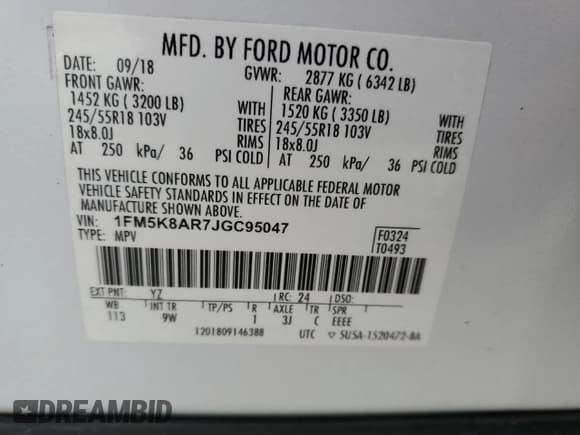 MFD. BY FORD MOTOR CO.
DATE: 09/18 GVWR: 2877 KG ( 6342 LB)
FRONT GAWR: REAR GAWR:
1452 KG ( 3200 LB) WITH 1520 KG ( 3350 LB) WITH
245/55R18 103V TIRES 245/55R18 103V TIRES
18x8.0J RIMS 18x8.0J RIMS
AT 250 kPa/ 36 PSI COLD AT 250 kPa/ 36 PSI COLD
THIS VEHICLE CONFORMS TO ALL APPLICABLE FEDERAL MOTOR
VEHICLE SAFETY STANDARDS IN EFFECT ON THE DATE OF
MANUFACTURE SHOWN ABOVE.
VIN: 1FM5K8AR7JGC95047 F0324
TYPE: MPV T0493
EXT PNT: YZ RC: 24 DSO:
WB INT TR TP/PS R AXLE TR SPR
113 9W 1 3J C EEEE
1201809146388 UTC ▽ 5U5A-1520472-BA
DREAMBID